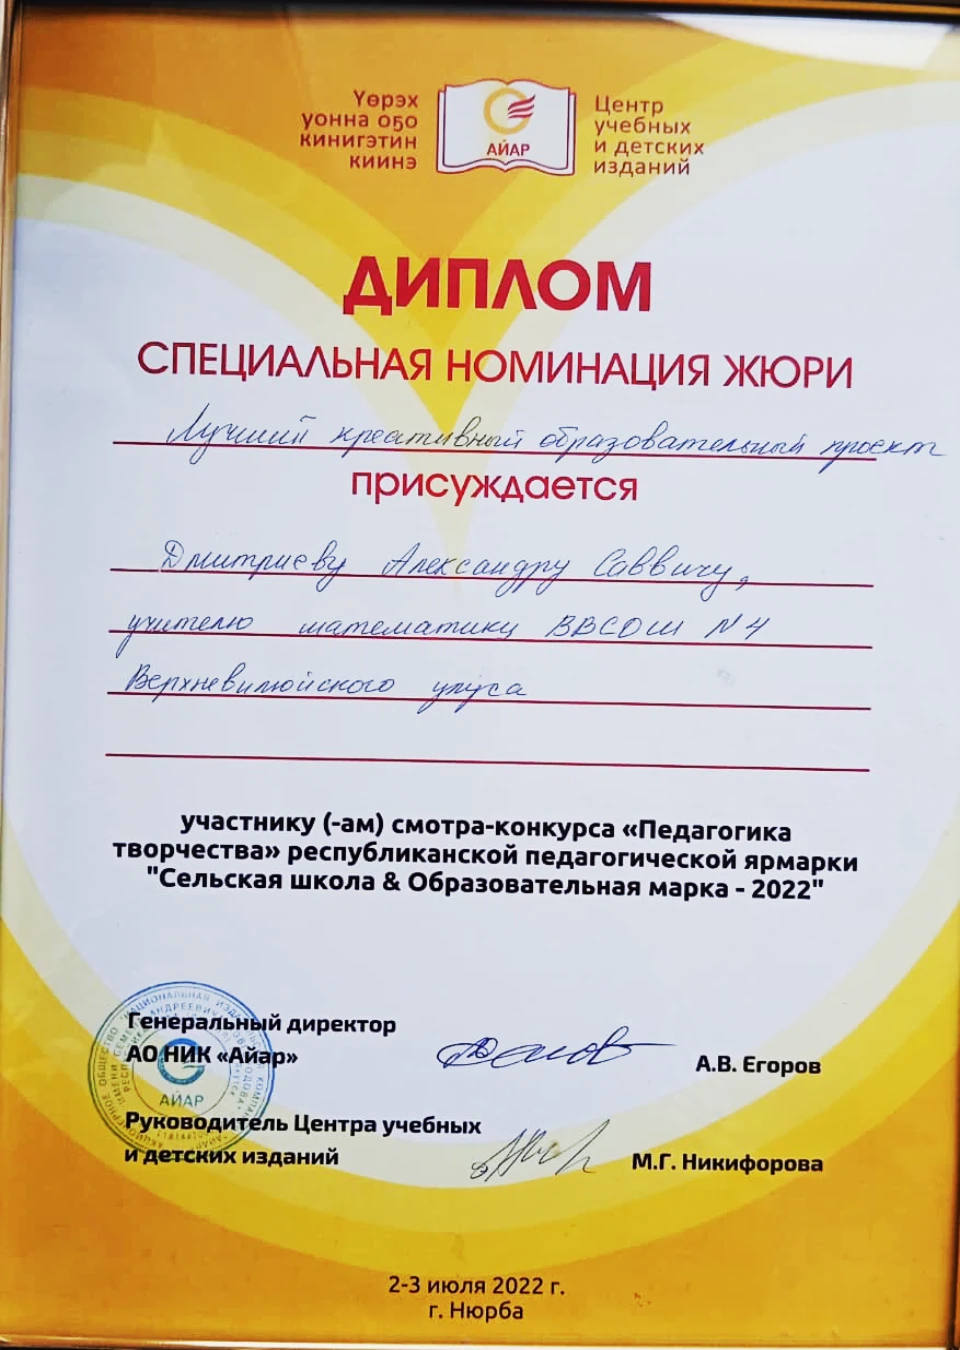 Үөрэх
уонна оҕо
кинигэтин
киинэ
АЙАР
Центр
учебных
и детских
изданий
ДИПЛОМ
СПЕЦИАЛЬНАЯ НОМИНАЦИЯ ЖЮРИ
Лучший креативный образовательный проект
присуждается
Дмитриеву Александру Саввичу,
учителю математики ВВСОШ №4
Верхневилюйского улуса
участнику (-ам) смотра-конкурса «Педагогика
творчества» республиканской педагогической ярмарки
"Сельская школа & Образовательная марка - 2022"
Генеральный директор
АО НИК «Айар»
А.В. Егоров
АЙАР
Руководитель Центра учебных
и детских изданий
М.Г. Никифорова
2-3 июля 2022 г.
г. Нюрба